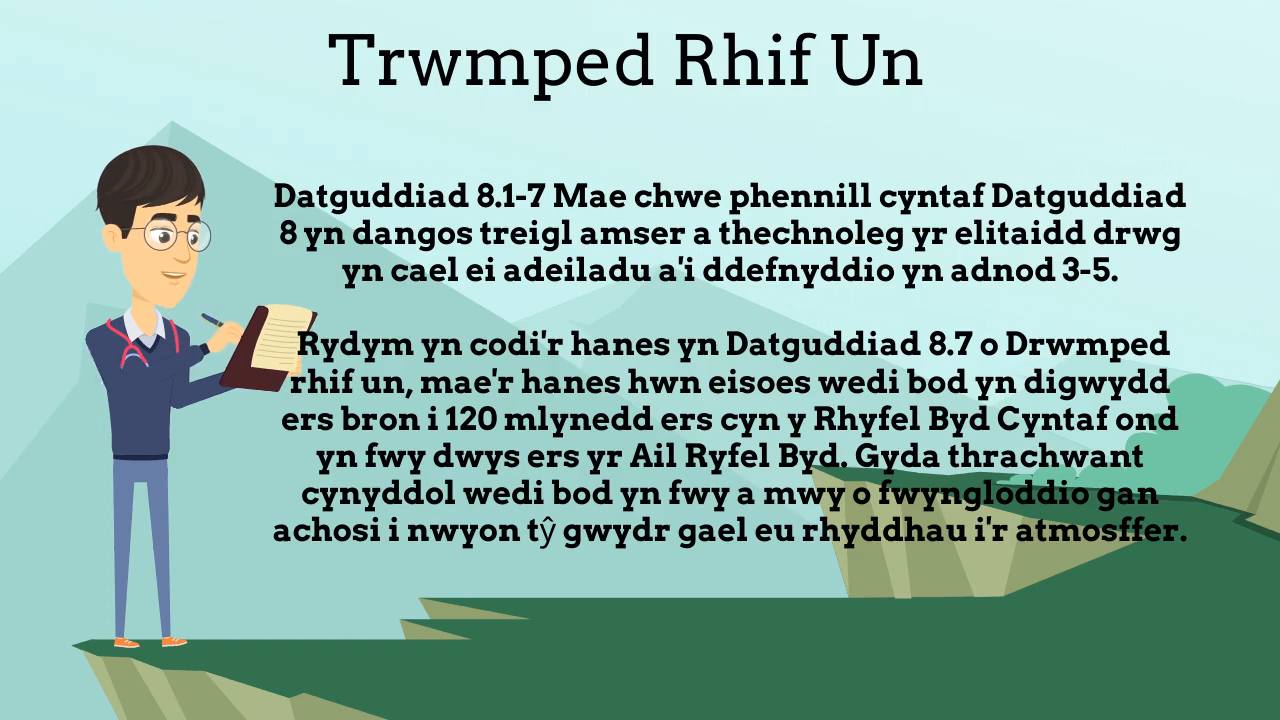 Trwmped Rhif Un
Datguddiad 8.1-7 Mae chwe phennill cyntaf Datguddiad
8 yn dangos treigl amser a thechnoleg yr elitaidd drwg
yn cael ei adeiladu a'i ddefnyddio yn adnod 3-5.
Rydym yn codi'r hanes yn Datguddiad 8.7 o Drwmped
rhif un, mae'r hanes hwn eisoes wedi bod yn digwydd
ers bron i 120 mlynedd ers cyn y Rhyfel Byd Cyntaf ond
yn fwy dwys ers yr Ail Ryfel Byd. Gyda thrachwant
cynyddol wedi bod yn fwy a mwy o fwyngloddio gan
achosi i nwyon tŷ gwydr gael eu rhyddhau i'r atmosffer.